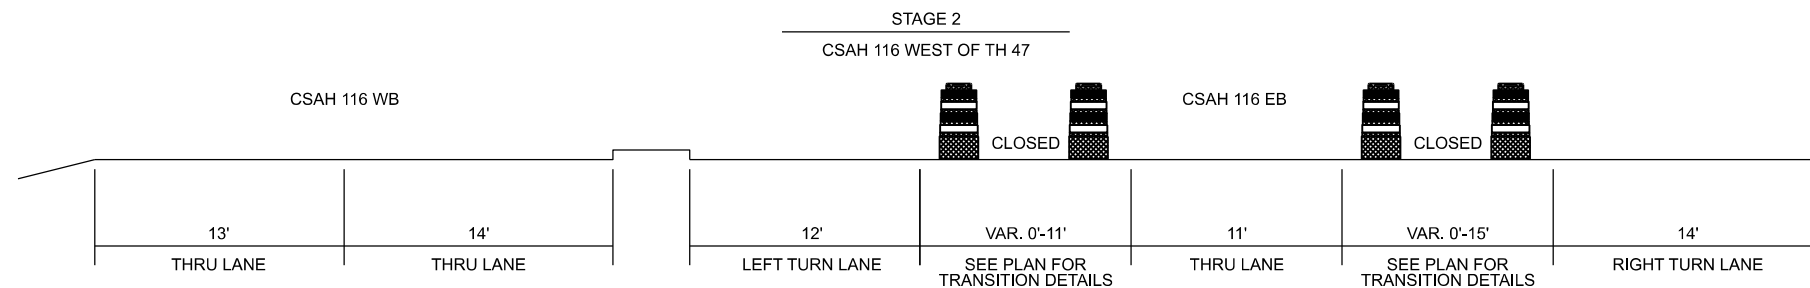 STAGE 2
CSAH 116 WEST OF TH 47
CSAH 116 WB
CSAH 116 EB
CLOSED
CLOSED
13'
14'
12'
VAR. 0'-11'
11'
VAR. 0'-15'
14'
THRU LANE
THRU LANE
LEFT TURN LANE
SEE PLAN FOR
TRANSITION DETAILS
THRU LANE
SEE PLAN FOR
TRANSITION DETAILS
RIGHT TURN LANE